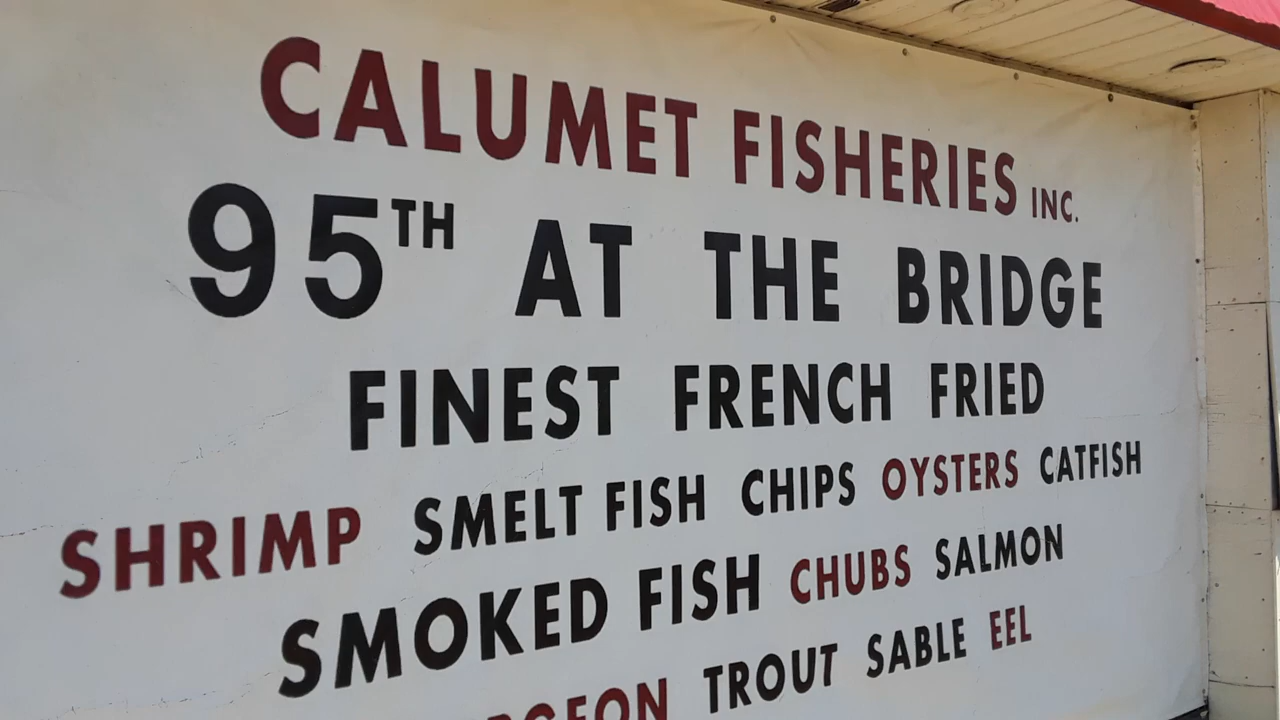 CALUMET FISHERIES INC.
95TH AT THE BRIDGE
FINEST FRENCH FRIED
SHRIMP SMELT FISH CHIPS OYSTERS CATFISH
SMOKED FISH CHUBS SALMON
TROUT SABLE EEL